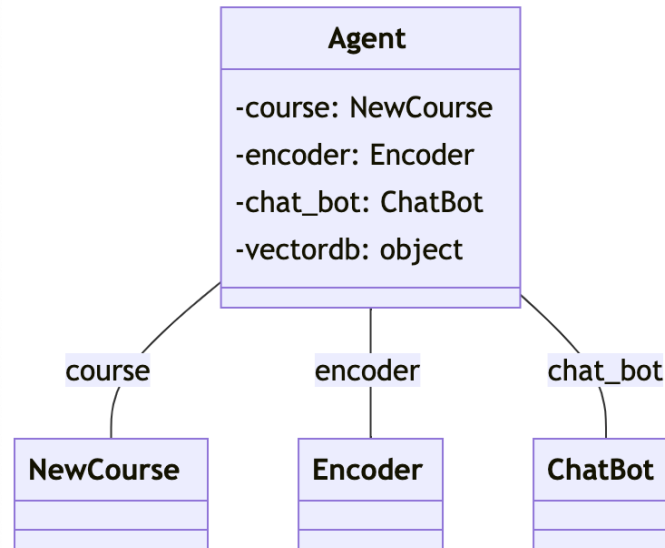 Agent
-course: NewCourse
-encoder: Encoder
-chat_bot: ChatBot
-vectordb: object
course
encoder
chat_bot
NewCourse
Encoder
ChatBot